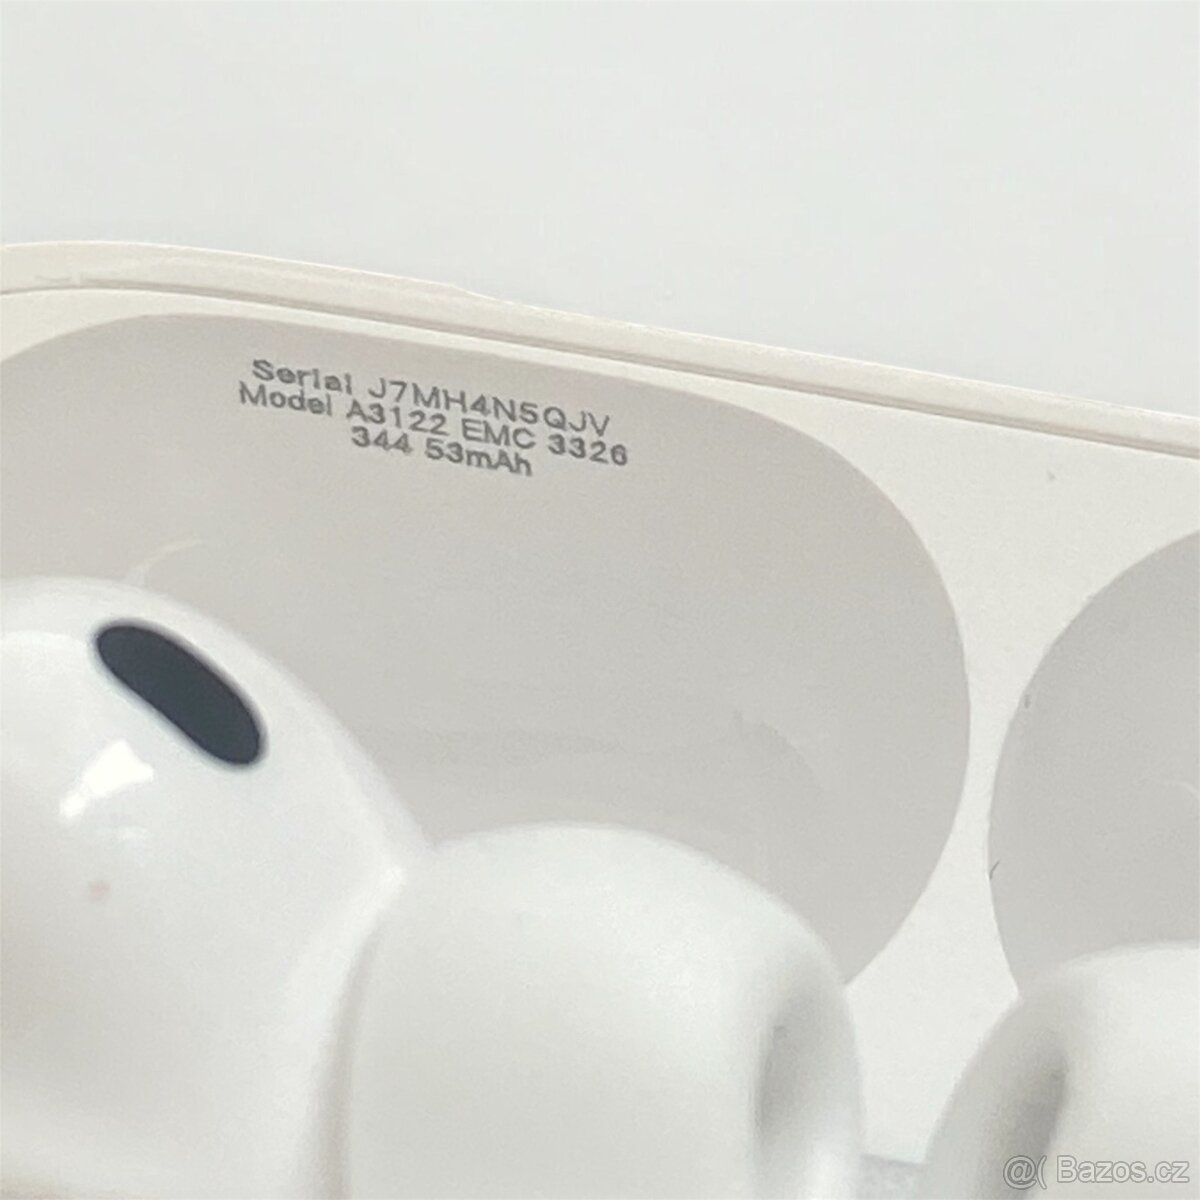 Serial J7MH4N5QJV
Model A3122 EMC 3326
344 53mAh
@( Bazos.cz